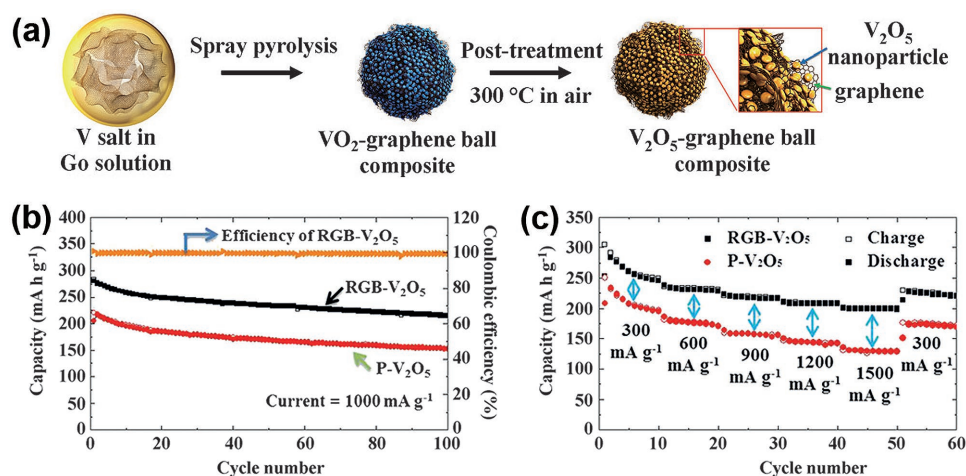 (a)
Spray pyrolysis
Post-treatment
300 °C in air
V₂O₅
nanoparticle
graphene
V salt in
Go solution
VO₂-graphene ball
composite
V₂O₅-graphene ball
composite
(b)
Capacity (mA h g⁻¹)
400
350
300
250
200
150
100
50
0
Efficiency of RGB-V₂O₅
RGB-V₂O₅
P-V₂O₅
Current = 1000 mA g⁻¹
120
100
80
60
40
20
0
Coulombic efficiency (%)
0 20 40 60 80 100
Cycle number
(c)
Capacity (mA h g⁻¹)
350
300
250
200
150
100
50
0
RGB-V₂O₅ Charge
P-V₂O₅ Discharge
300
mA g⁻¹
600
mA g⁻¹
900
mA g⁻¹
1200
mA g⁻¹
1500
mA g⁻¹
300
mA g⁻¹
0 10 20 30 40 50 60
Cycle number